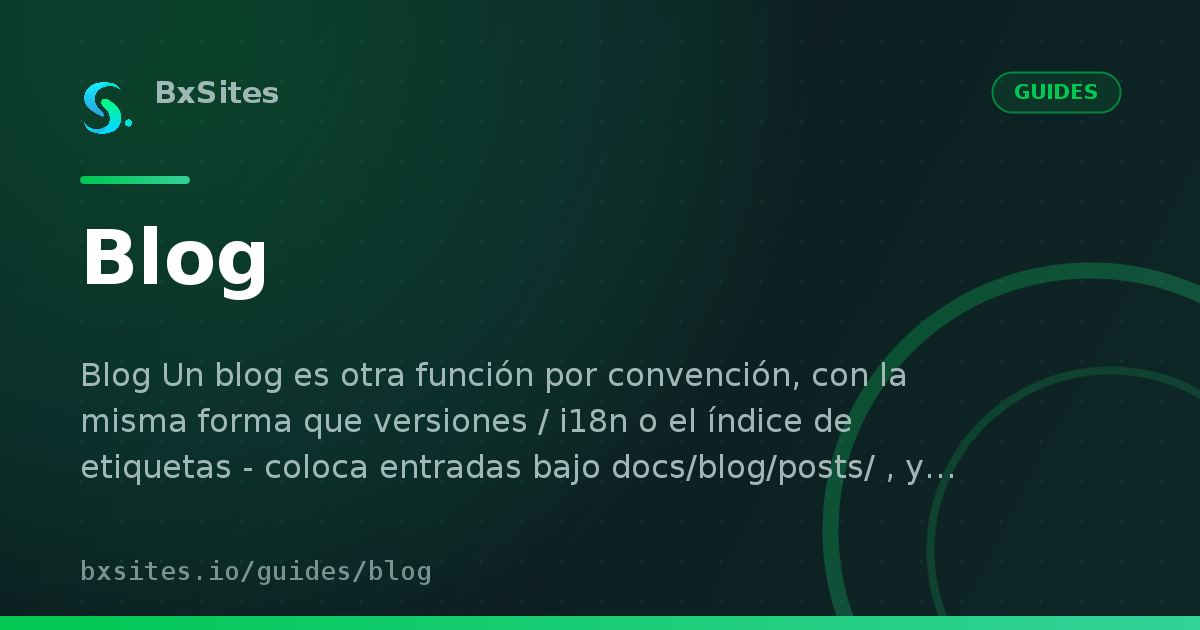 BxSites
GUIDES
Blog
Blog Un blog es otra función por convención, con la
misma forma que versiones / i18n o el índice de
etiquetas - coloca entradas bajo docs/blog/posts/ , y...
bxsites.io/guides/blog